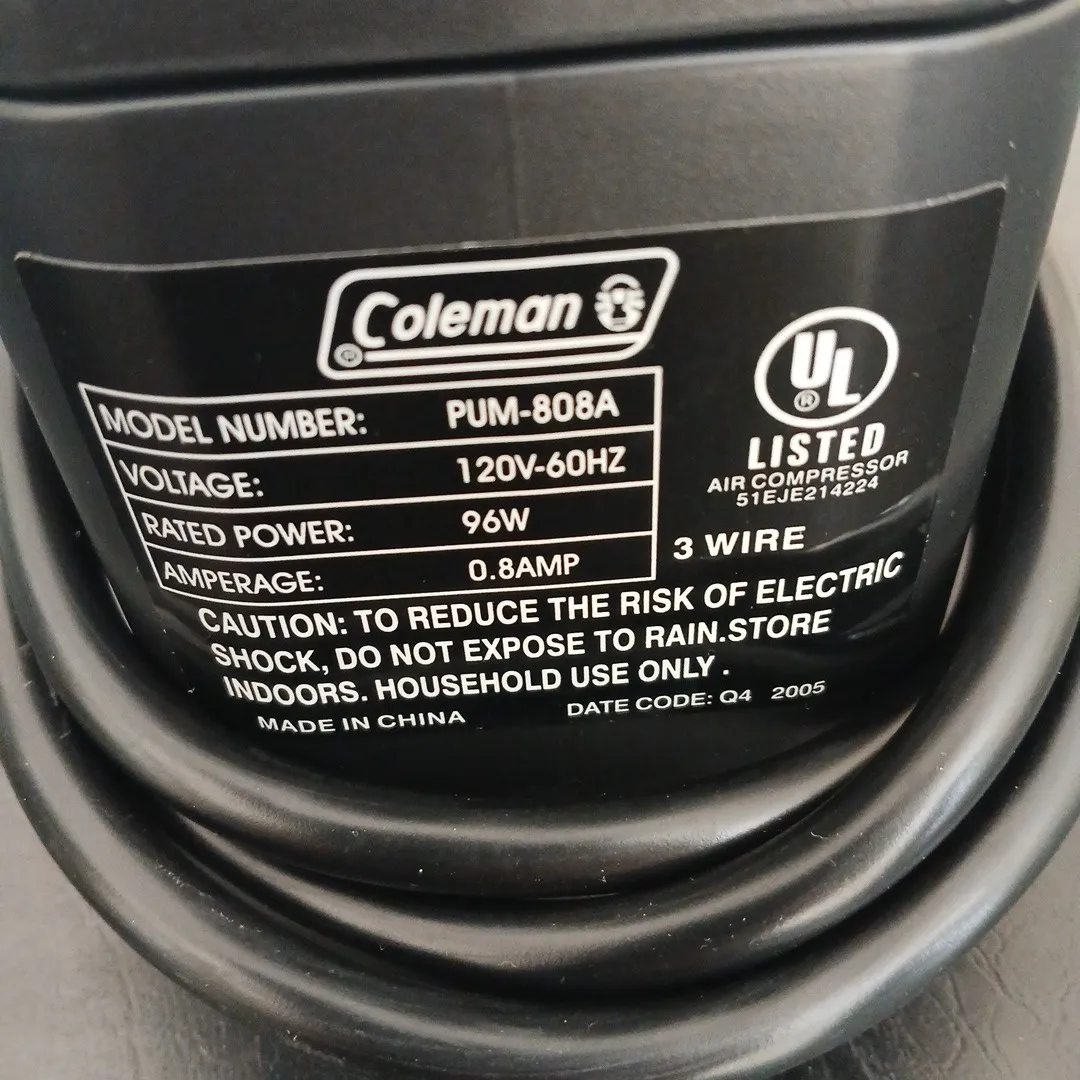 Coleman
®
MODEL NUMBER: PUM-808A
VOLTAGE: 120V-60HZ
RATED POWER: 96W
AMPERAGE: 0.8AMP
UL
®
LISTED
AIR COMPRESSOR
51EJE214224
3 WIRE
CAUTION: TO REDUCE THE RISK OF ELECTRIC
SHOCK, DO NOT EXPOSE TO RAIN.STORE
INDOORS. HOUSEHOLD USE ONLY .
MADE IN CHINA DATE CODE: Q4 2005